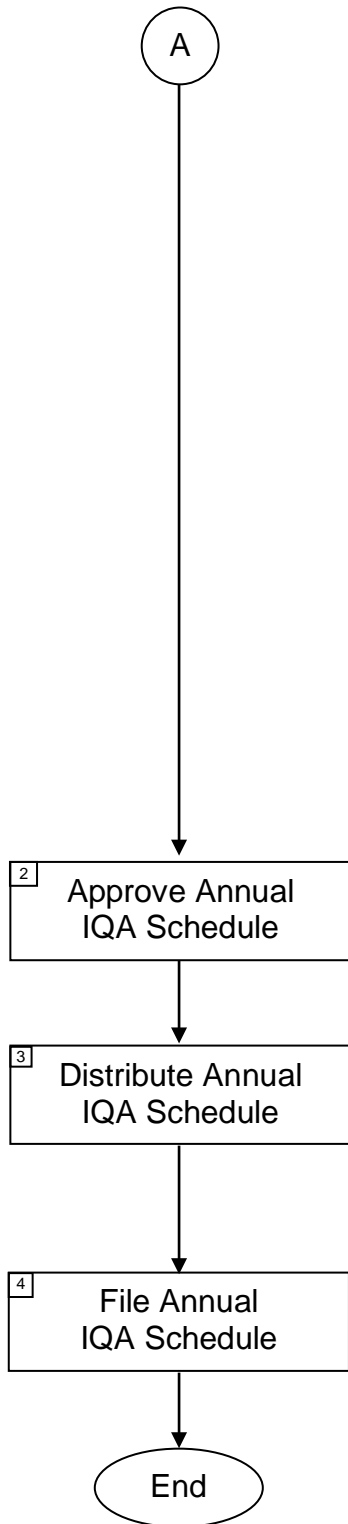 A
2
Approve Annual
IQA Schedule
3
Distribute Annual
IQA Schedule
4
File Annual
IQA Schedule
End